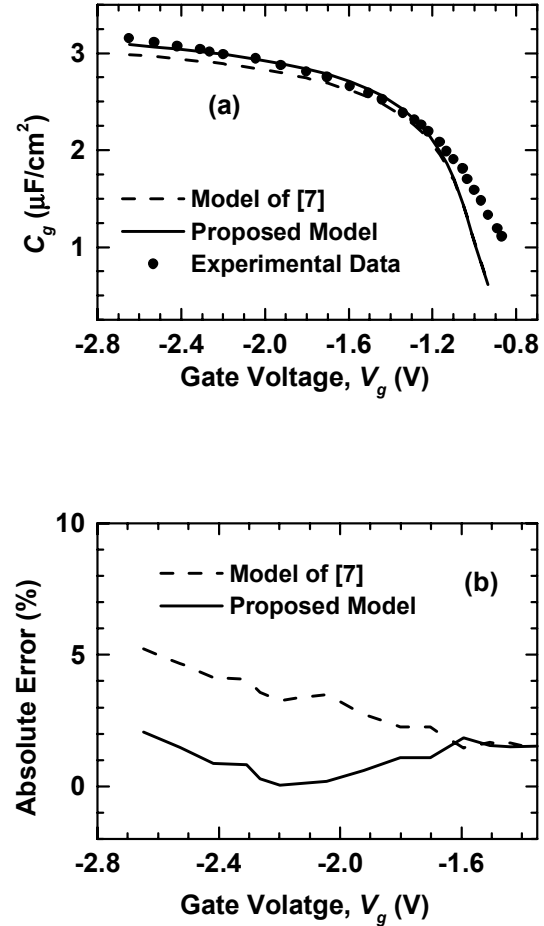 3
2
1
C_g (μF/cm²)
(a)
Model of [7]
Proposed Model
Experimental Data
-2.8 -2.4 -2.0 -1.6 -1.2 -0.8
Gate Voltage, V_g (V)
10
5
0
Absolute Error (%)
Model of [7]
Proposed Model
(b)
-2.8 -2.4 -2.0 -1.6
Gate Volatge, V_g (V)